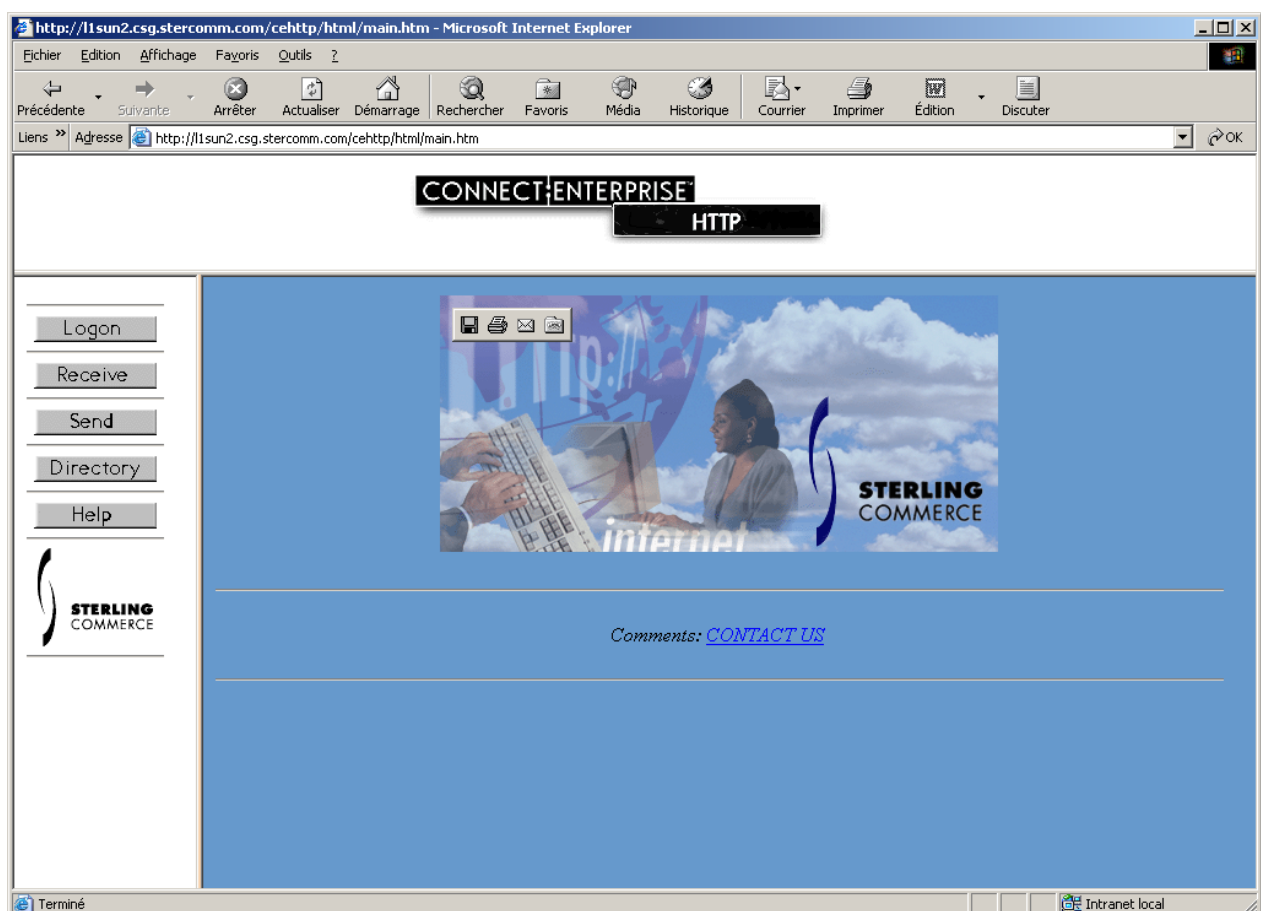 http://l1sun2.csg.stercomm.com/cehttp/html/main.htm - Microsoft Internet Explorer
Fichier Edition Affichage Favoris Outils ?
Précédente Suivante Arrêter Actualiser Démarrage Rechercher Favoris Média Historique Courrier Imprimer Édition Discuter
Liens » Adresse http://l1sun2.csg.stercomm.com/cehttp/html/main.htm OK
CONNECT:ENTERPRISE™
HTTP
Logon
Receive
Send
Directory
Help
STERLING
COMMERCE
http://
internet
STERLING
COMMERCE
Comments: CONTACT US
Terminé Intranet local